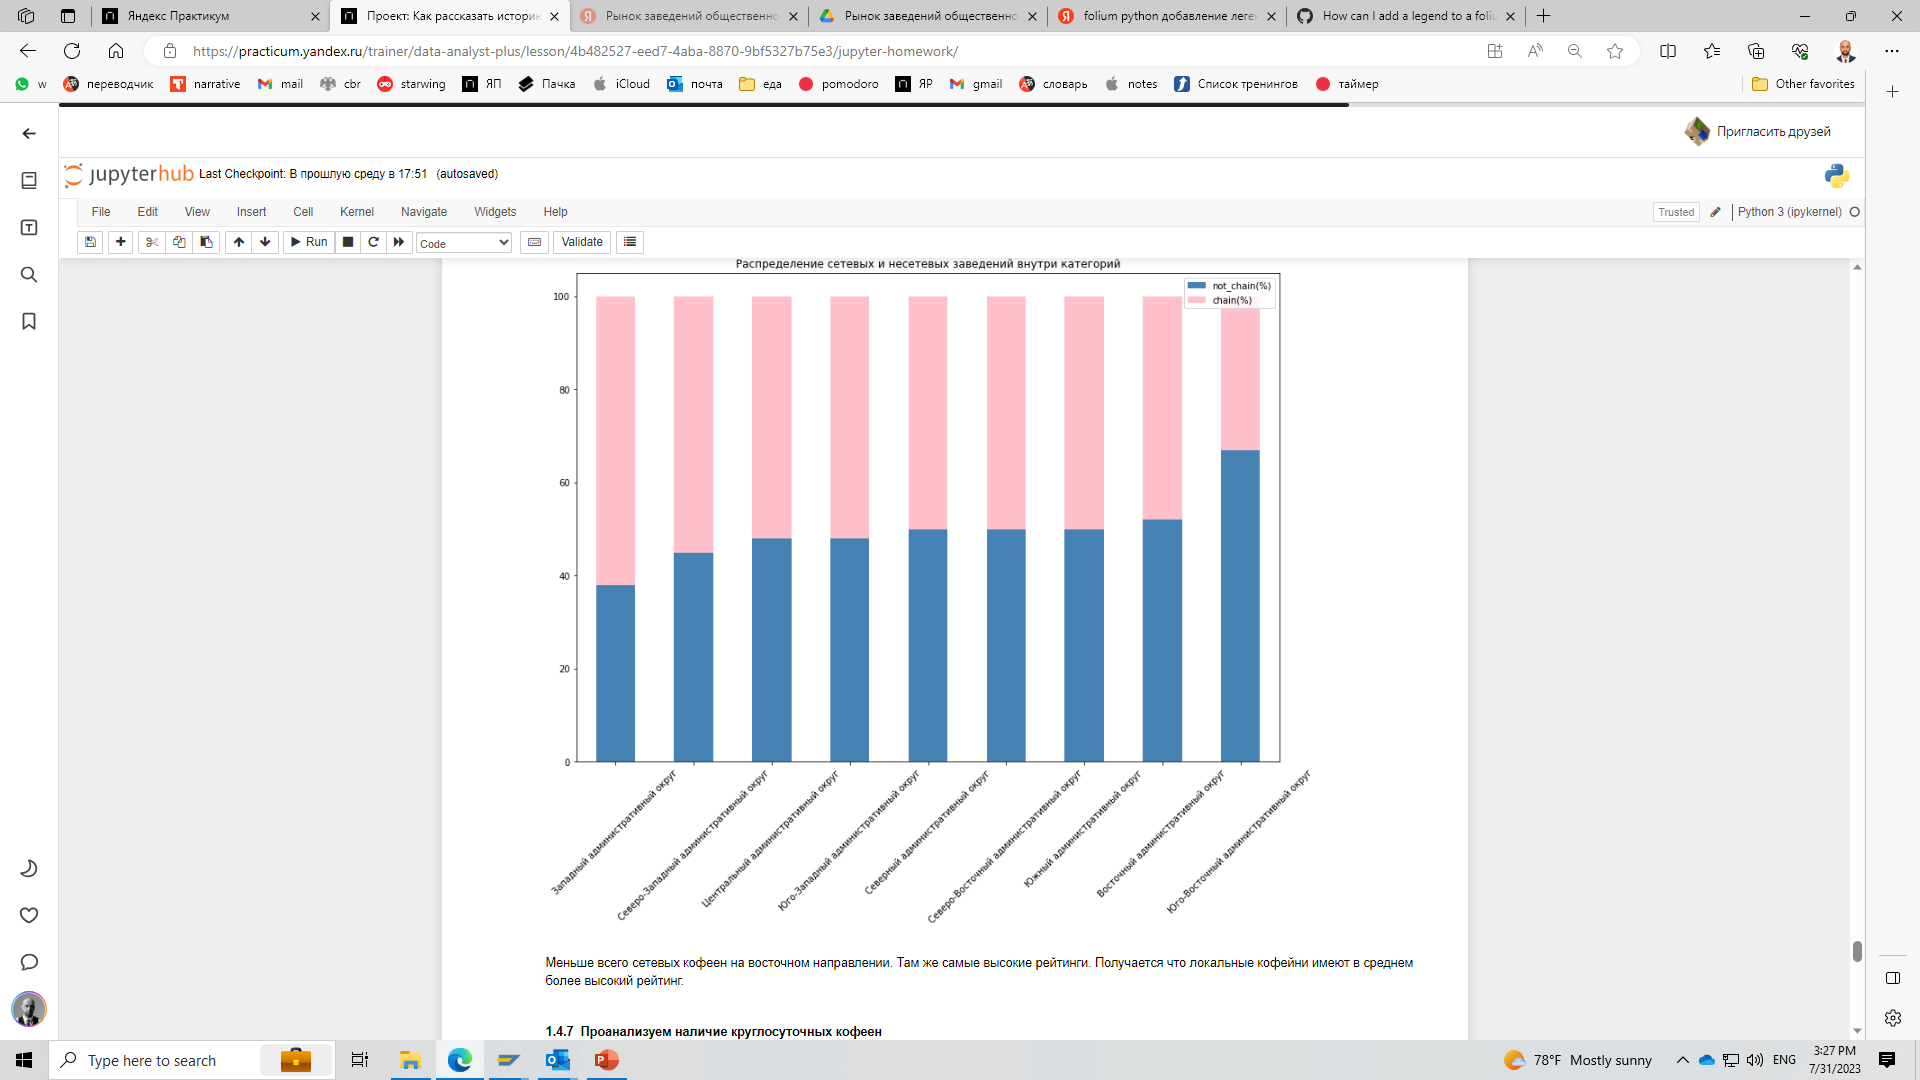 Яндекс Практикум
Проект: Как рассказать историю
Рынок заведений общественно
Рынок заведений общественно
folium python добавление леге
How can I add a legend to a foliu
https://practicum.yandex.ru/trainer/data-analyst-plus/lesson/4b482527-eed7-4aba-8870-9bf5327b75e3/jupyter-homework/
w переводчик narrative mail cbr starwing ЯП Пачка iCloud почта еда pomodoro ЯР gmail словарь notes Список тренингов таймер Other favorites
Пригласить друзей
jupyterhub Last Checkpoint: В прошлую среду в 17:51 (autosaved)
File Edit View Insert Cell Kernel Navigate Widgets Help Trusted Python 3 (ipykernel)
Run Code Validate
Распределение сетевых и несетевых заведений внутри категорий
not_chain(%)
chain(%)
100
80
60
40
20
0
Западный административный округ
Северо-Западный административный округ
Центральный административный округ
Юго-Западный административный округ
Северный административный округ
Северо-Восточный административный округ
Южный административный округ
Восточный административный округ
Юго-Восточный административный округ
Меньше всего сетевых кофеен на восточном направлении. Там же самые высокие рейтинги. Получается что локальные кофейни имеют в среднем
более высокий рейтинг.
1.4.7 Проанализуем наличие круглосуточных кофеен
Type here to search
78°F Mostly sunny
ENG
3:27 PM
7/31/2023